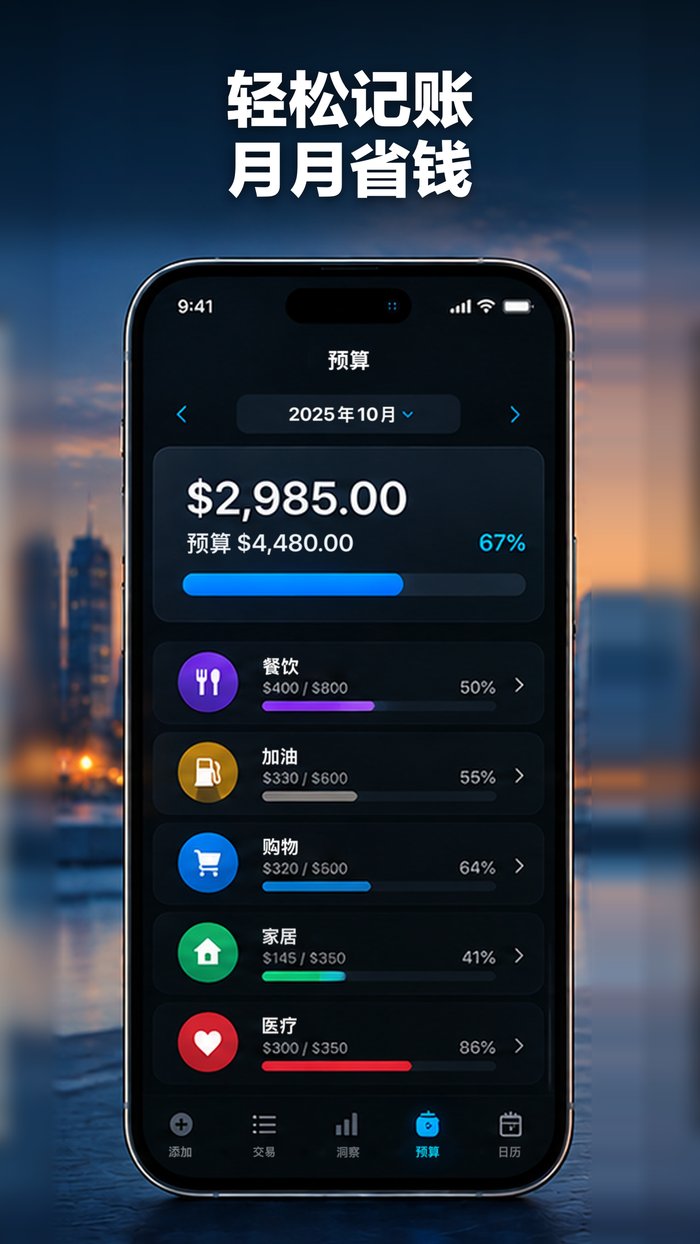 轻松记账
月月省钱
9:41
预算
2025年10月
$2,985.00
预算 $4,480.00
67%
餐饮
$400 / $800
50%
加油
$330 / $600
55%
购物
$320 / $500
64%
家居
$145 / $350
41%
医疗
$300 / $350
86%
添加
交易
洞察
预算
日历